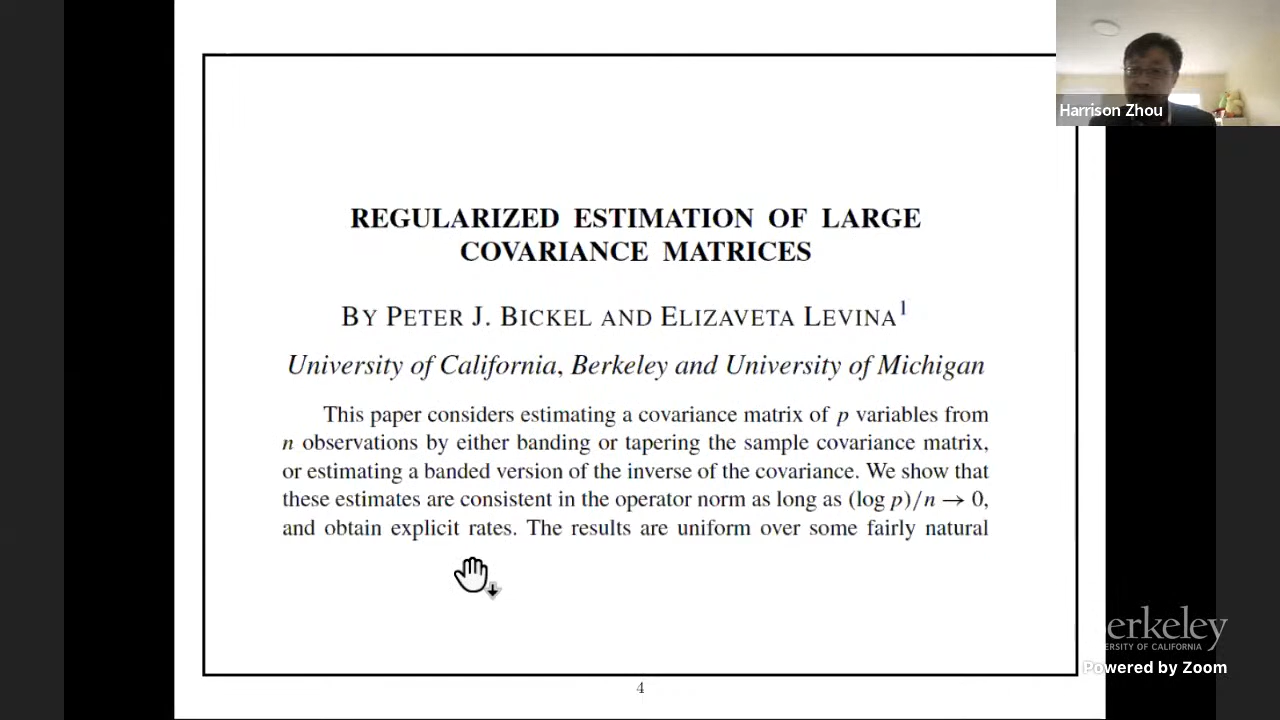 Harrison Zhou
REGULARIZED ESTIMATION OF LARGE
COVARIANCE MATRICES
BY PETER J. BICKEL AND ELIZAVETA LEVINA¹
University of California, Berkeley and University of Michigan
This paper considers estimating a covariance matrix of p variables from
n observations by either banding or tapering the sample covariance matrix,
or estimating a banded version of the inverse of the covariance. We show that
these estimates are consistent in the operator norm as long as (log p)/n → 0,
and obtain explicit rates. The results are uniform over some fairly natural
erkeley
ERSITY OF CALIFORNIA
Powered by Zoom
4